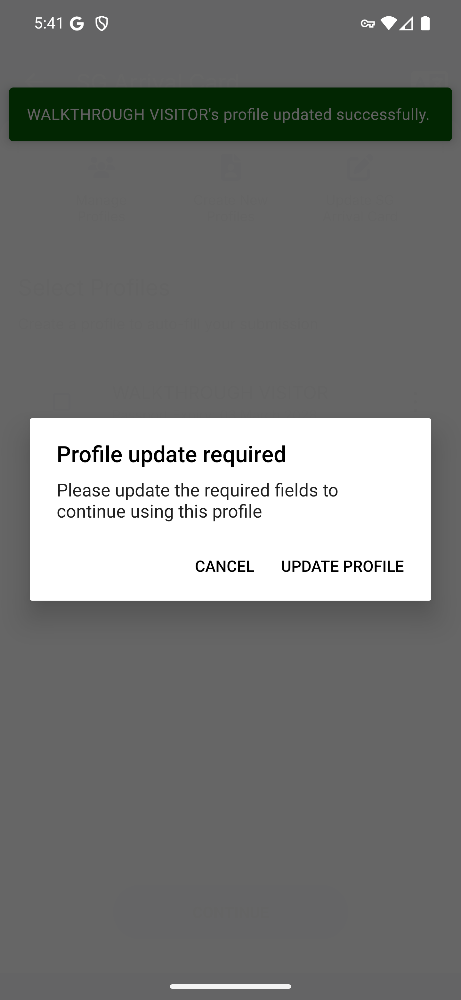 5:41
SG Arrival Card
WALKTHROUGH VISITOR's profile updated successfully.
Manage
Profiles
Create New
Profiles
Update SG
Arrival Card
Select Profiles
Create a profile to auto-fill your submission
WALKTHROUGH VISITOR
Profile update required
Please update the required fields to
continue using this profile
CANCEL
UPDATE PROFILE